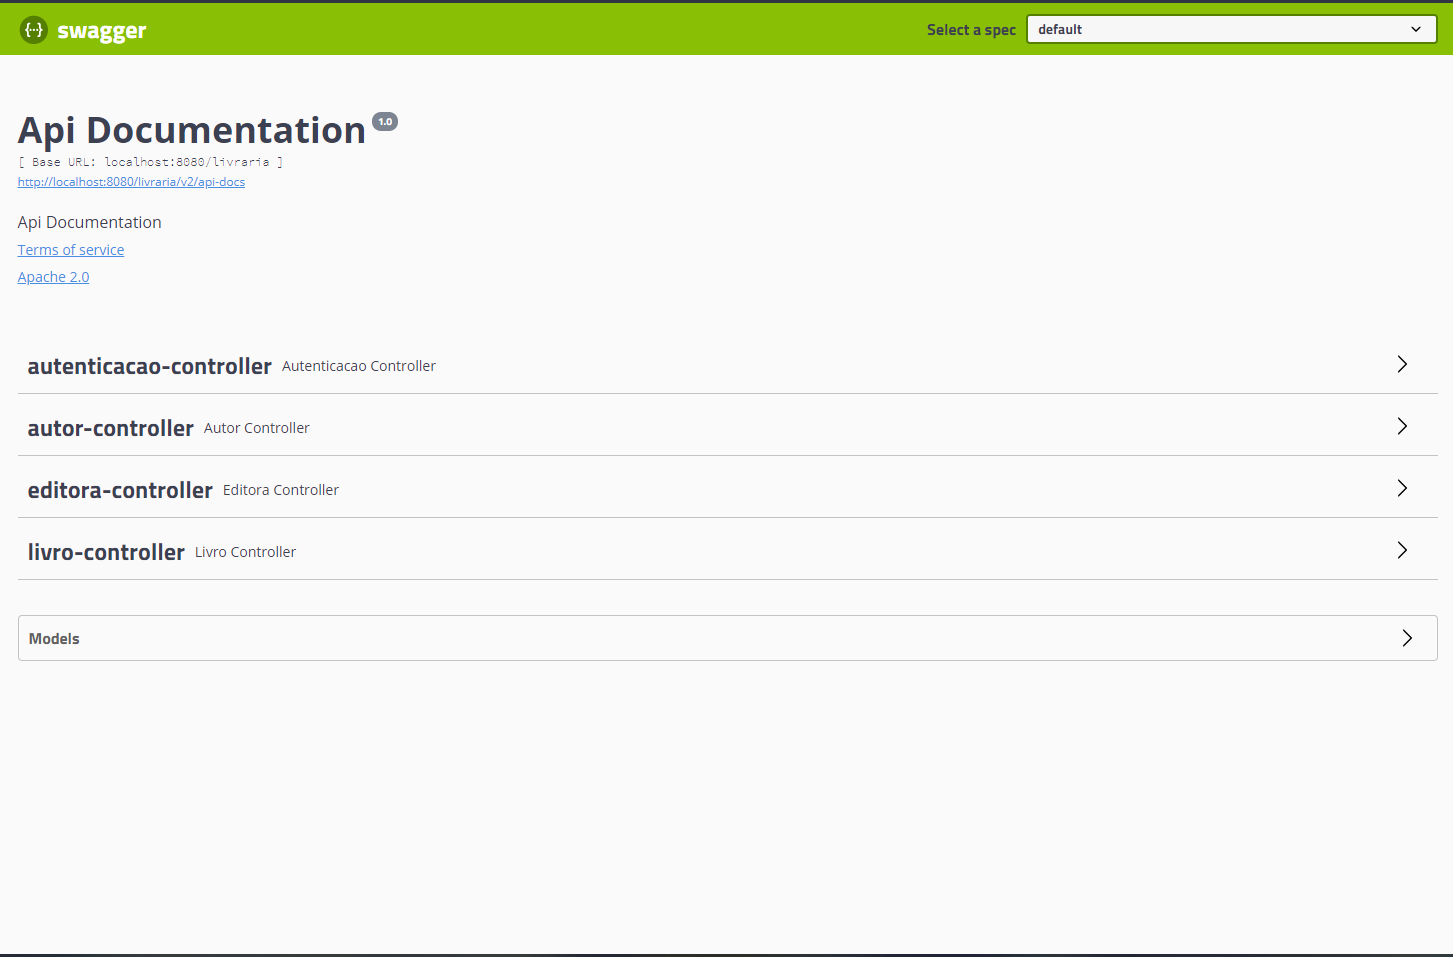 {··} swagger Select a spec default
Api Documentation 1.0
[ Base URL: localhost:8080/livraria ]
http://localhost:8080/livraria/v2/api-docs
Api Documentation
Terms of service
Apache 2.0
autenticacao-controller Autenticacao Controller
autor-controller Autor Controller
editora-controller Editora Controller
livro-controller Livro Controller
Models